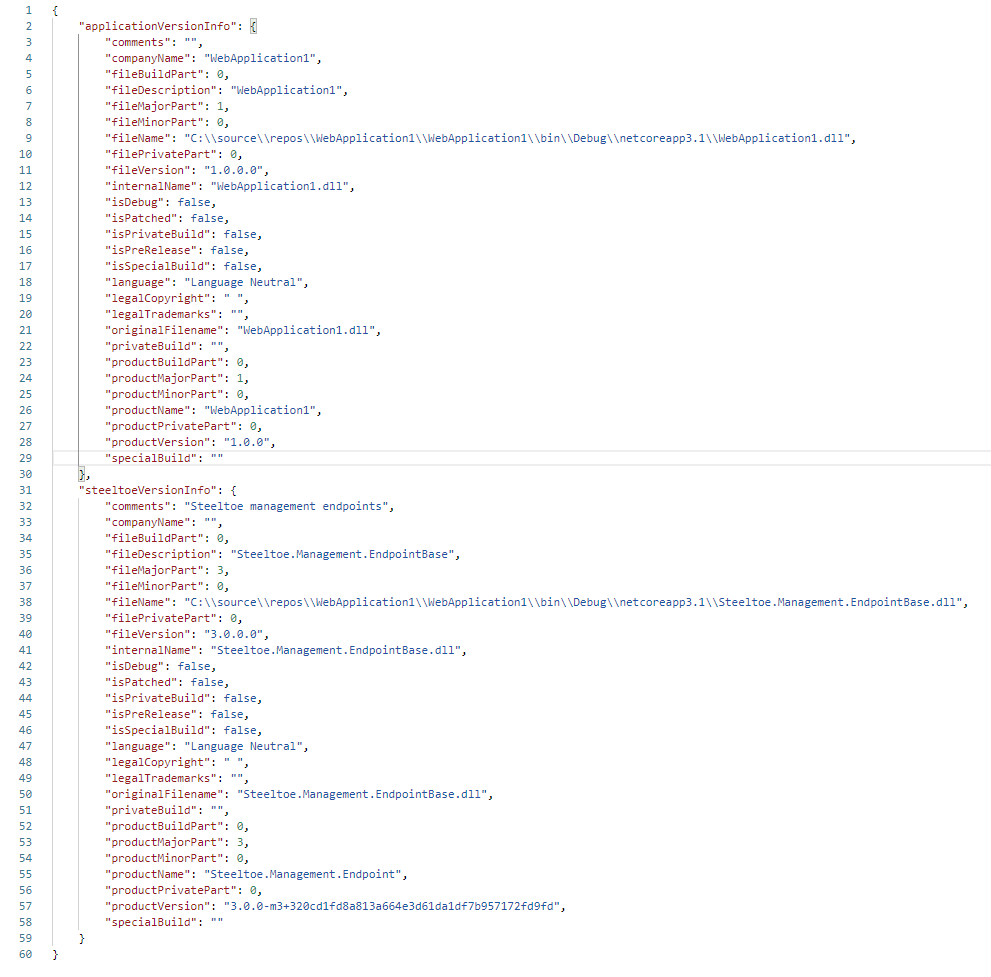 1 {
2     "applicationVersionInfo": {
3         "comments": "",
4         "companyName": "WebApplication1",
5         "fileBuildPart": 0,
6         "fileDescription": "WebApplication1",
7         "fileMajorPart": 1,
8         "fileMinorPart": 0,
9         "fileName": "C:\\source\\repos\\WebApplication1\\WebApplication1\\bin\\Debug\\netcoreapp3.1\\WebApplication1.dll",
10         "filePrivatePart": 0,
11         "fileVersion": "1.0.0.0",
12         "internalName": "WebApplication1.dll",
13         "isDebug": false,
14         "isPatched": false,
15         "isPrivateBuild": false,
16         "isPreRelease": false,
17         "isSpecialBuild": false,
18         "language": "Language Neutral",
19         "legalCopyright": " ",
20         "legalTrademarks": "",
21         "originalFilename": "WebApplication1.dll",
22         "privateBuild": "",
23         "productBuildPart": 0,
24         "productMajorPart": 1,
25         "productMinorPart": 0,
26         "productName": "WebApplication1",
27         "productPrivatePart": 0,
28         "productVersion": "1.0.0",
29         "specialBuild": ""
30     },
31     "steeltoeVersionInfo": {
32         "comments": "Steeltoe management endpoints",
33         "companyName": "",
34         "fileBuildPart": 0,
35         "fileDescription": "Steeltoe.Management.EndpointBase",
36         "fileMajorPart": 3,
37         "fileMinorPart": 0,
38         "fileName": "C:\\source\\repos\\WebApplication1\\WebApplication1\\bin\\Debug\\netcoreapp3.1\\Steeltoe.Management.EndpointBase.dll",
39         "filePrivatePart": 0,
40         "fileVersion": "3.0.0.0",
41         "internalName": "Steeltoe.Management.EndpointBase.dll",
42         "isDebug": false,
43         "isPatched": false,
44         "isPrivateBuild": false,
45         "isPreRelease": false,
46         "isSpecialBuild": false,
47         "language": "Language Neutral",
48         "legalCopyright": " ",
49         "legalTrademarks": "",
50         "originalFilename": "Steeltoe.Management.EndpointBase.dll",
51         "privateBuild": "",
52         "productBuildPart": 0,
53         "productMajorPart": 3,
54         "productMinorPart": 0,
55         "productName": "Steeltoe.Management.Endpoint",
56         "productPrivatePart": 0,
57         "productVersion": "3.0.0-m3+320cd1fd8a813a664e3d61da1df7b957172fd9fd",
58         "specialBuild": ""
59     }
60 }